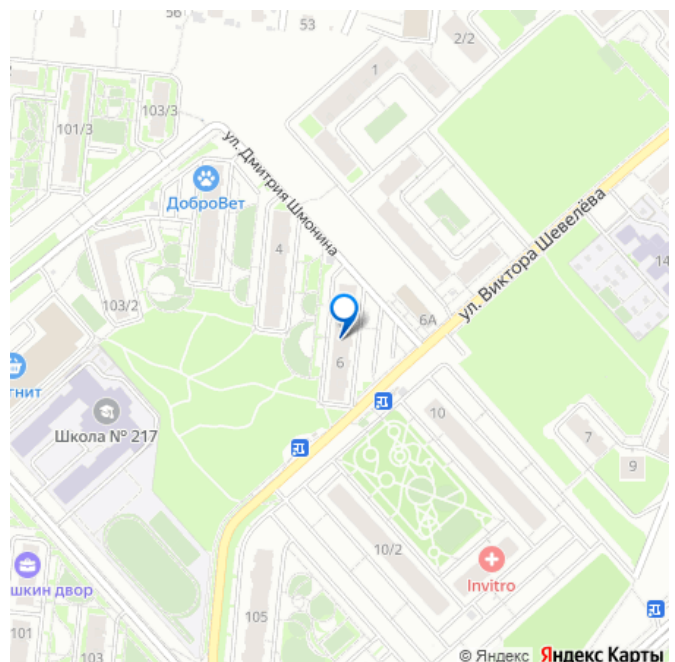 56
53
2/2
1
103/3
101/3
ул. Дмитрия Шмонина
ДоброВет
ул. Виктора Шевелёва
4
14
103/2
6А
6
гнит
10
Школа № 217
7
9
10/2
Invitro
шкин двор
105
101
103
© Яндекс Яндекс Карты